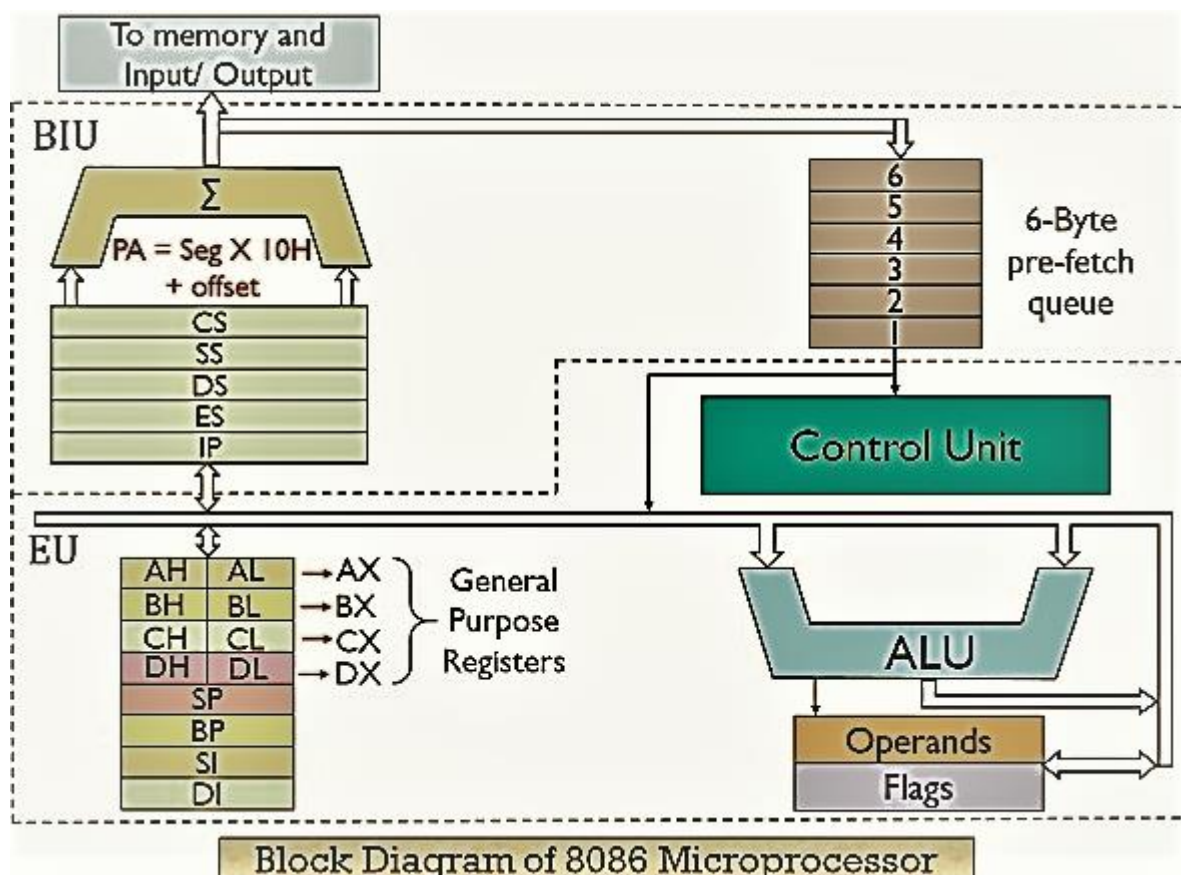 To memory and
Input/ Output
BIU
Σ
PA = Seg X 10H
+ offset
CS
SS
DS
ES
IP
6
5
4
3
2
1
6-Byte
pre-fetch
queue
Control Unit
EU
AH AL → AX
BH BL → BX
CH CL → CX
DH DL → DX
SP
BP
SI
DI
General
Purpose
Registers
ALU
Operands
Flags
Block Diagram of 8086 Microprocessor